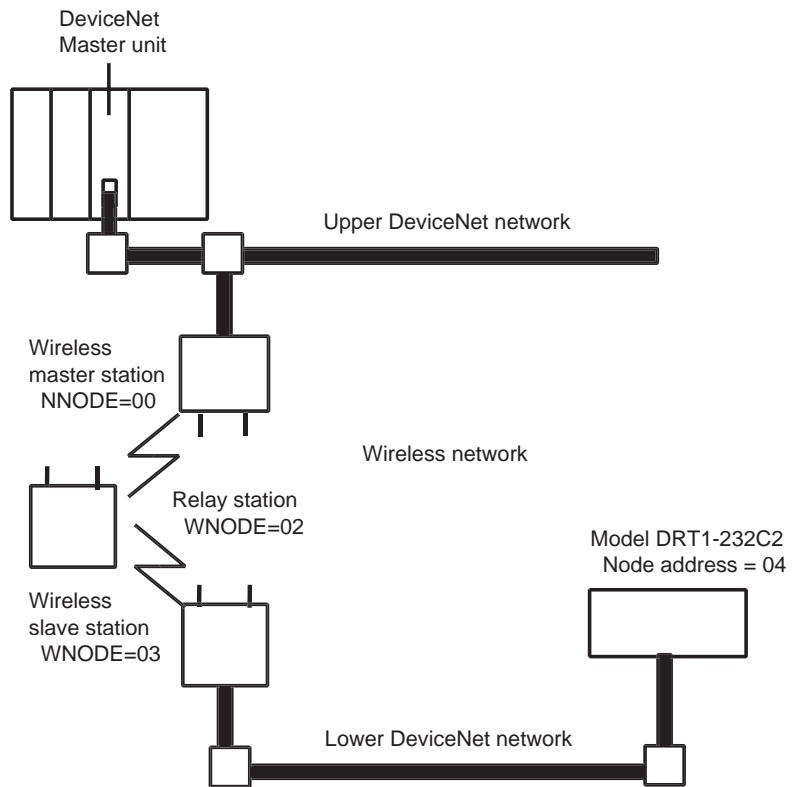 DeviceNet
Master unit
Upper DeviceNet network
Wireless
master station
NNODE=00
Wireless network
Relay station
WNODE=02
Model DRT1-232C2
Node address = 04
Wireless
slave station
WNODE=03
Lower DeviceNet network